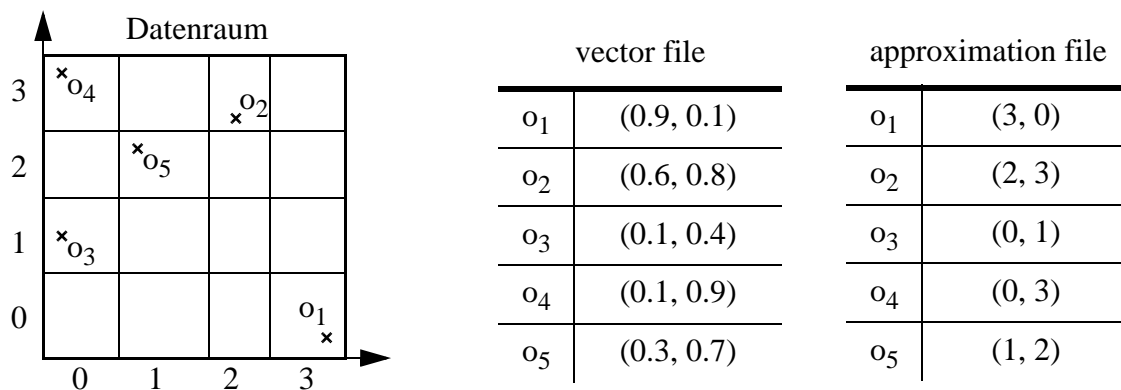 Datenraum
3
2
1
0
0 1 2 3
o4
o2
o5
o3
o1
vector file
o1 (0.9, 0.1)
o2 (0.6, 0.8)
o3 (0.1, 0.4)
o4 (0.1, 0.9)
o5 (0.3, 0.7)
approximation file
o1 (3, 0)
o2 (2, 3)
o3 (0, 1)
o4 (0, 3)
o5 (1, 2)